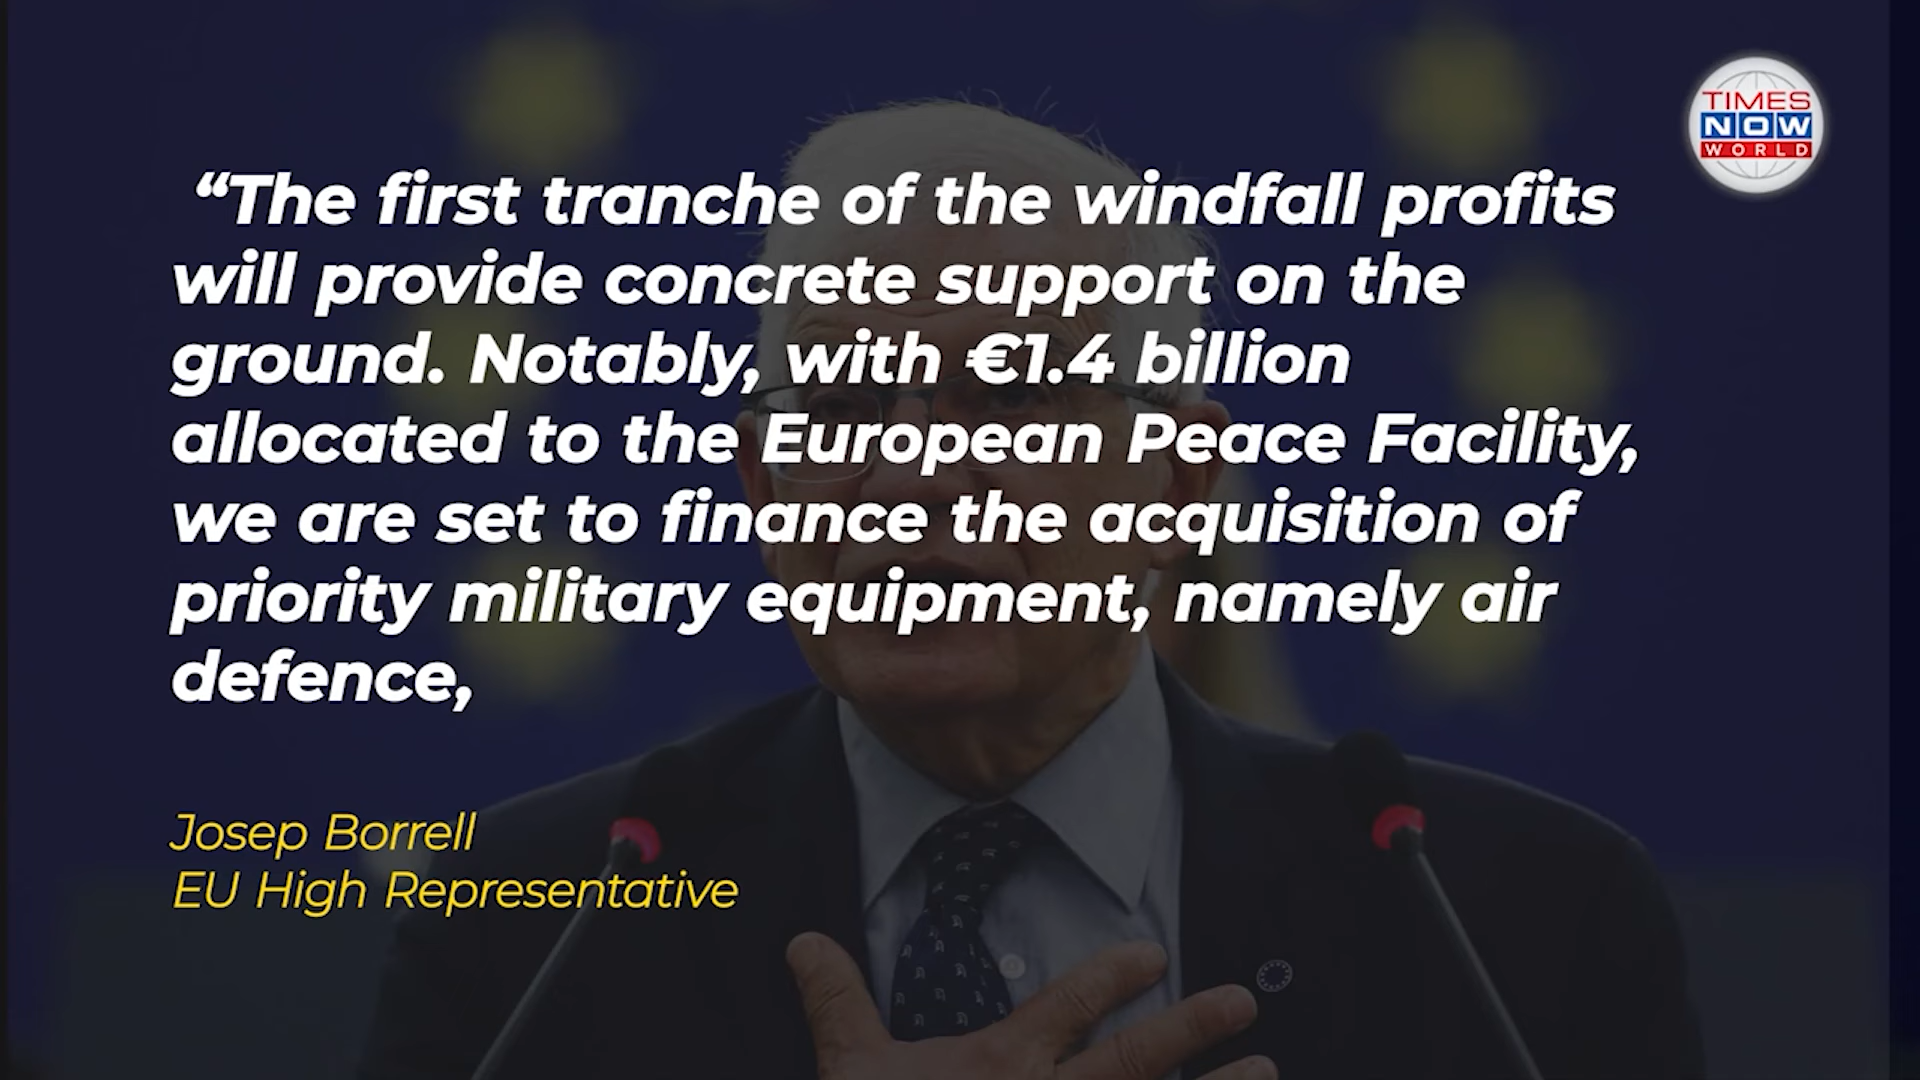 TIMES
NOW
WORLD
“The first tranche of the windfall profits
will provide concrete support on the
ground. Notably, with €1.4 billion
allocated to the European Peace Facility,
we are set to finance the acquisition of
priority military equipment, namely air
defence,
Josep Borrell
EU High Representative